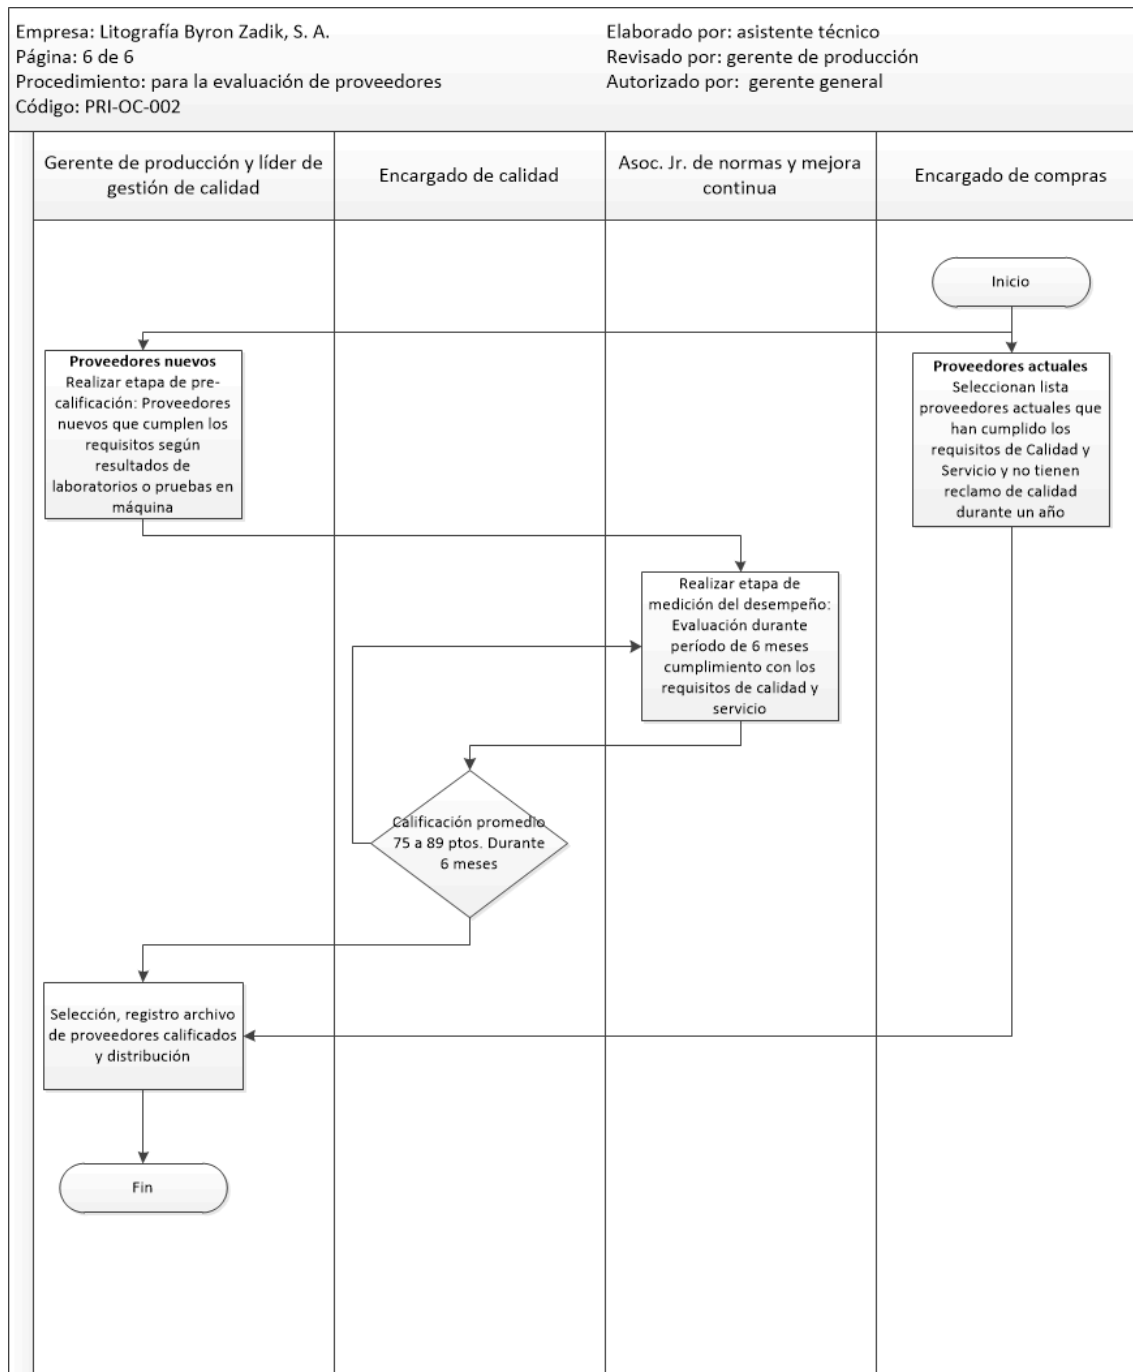 Empresa: Litografía Byron Zadik, S. A.
Página: 6 de 6
Procedimiento: para la evaluación de proveedores
Código: PRI-OC-002
Elaborado por: asistente técnico
Revisado por: gerente de producción
Autorizado por: gerente general
Gerente de producción y líder de
gestión de calidad
Encargado de calidad
Asoc. Jr. de normas y mejora
continua
Encargado de compras
Inicio
Proveedores nuevos
Realizar etapa de pre-
calificación: Proveedores
nuevos que cumplen los
requisitos según
resultados de
laboratorios o pruebas en
máquina
Proveedores actuales
Seleccionan lista
proveedores actuales que
han cumplido los
requisitos de Calidad y
Servicio y no tienen
reclamo de calidad
durante un año
Realizar etapa de
medición del desempeño:
Evaluación durante
período de 6 meses
cumplimiento con los
requisitos de calidad y
servicio
Calificación promedio
75 a 89 ptos. Durante
6 meses
Selección, registro archivo
de proveedores calificados
y distribución
Fin